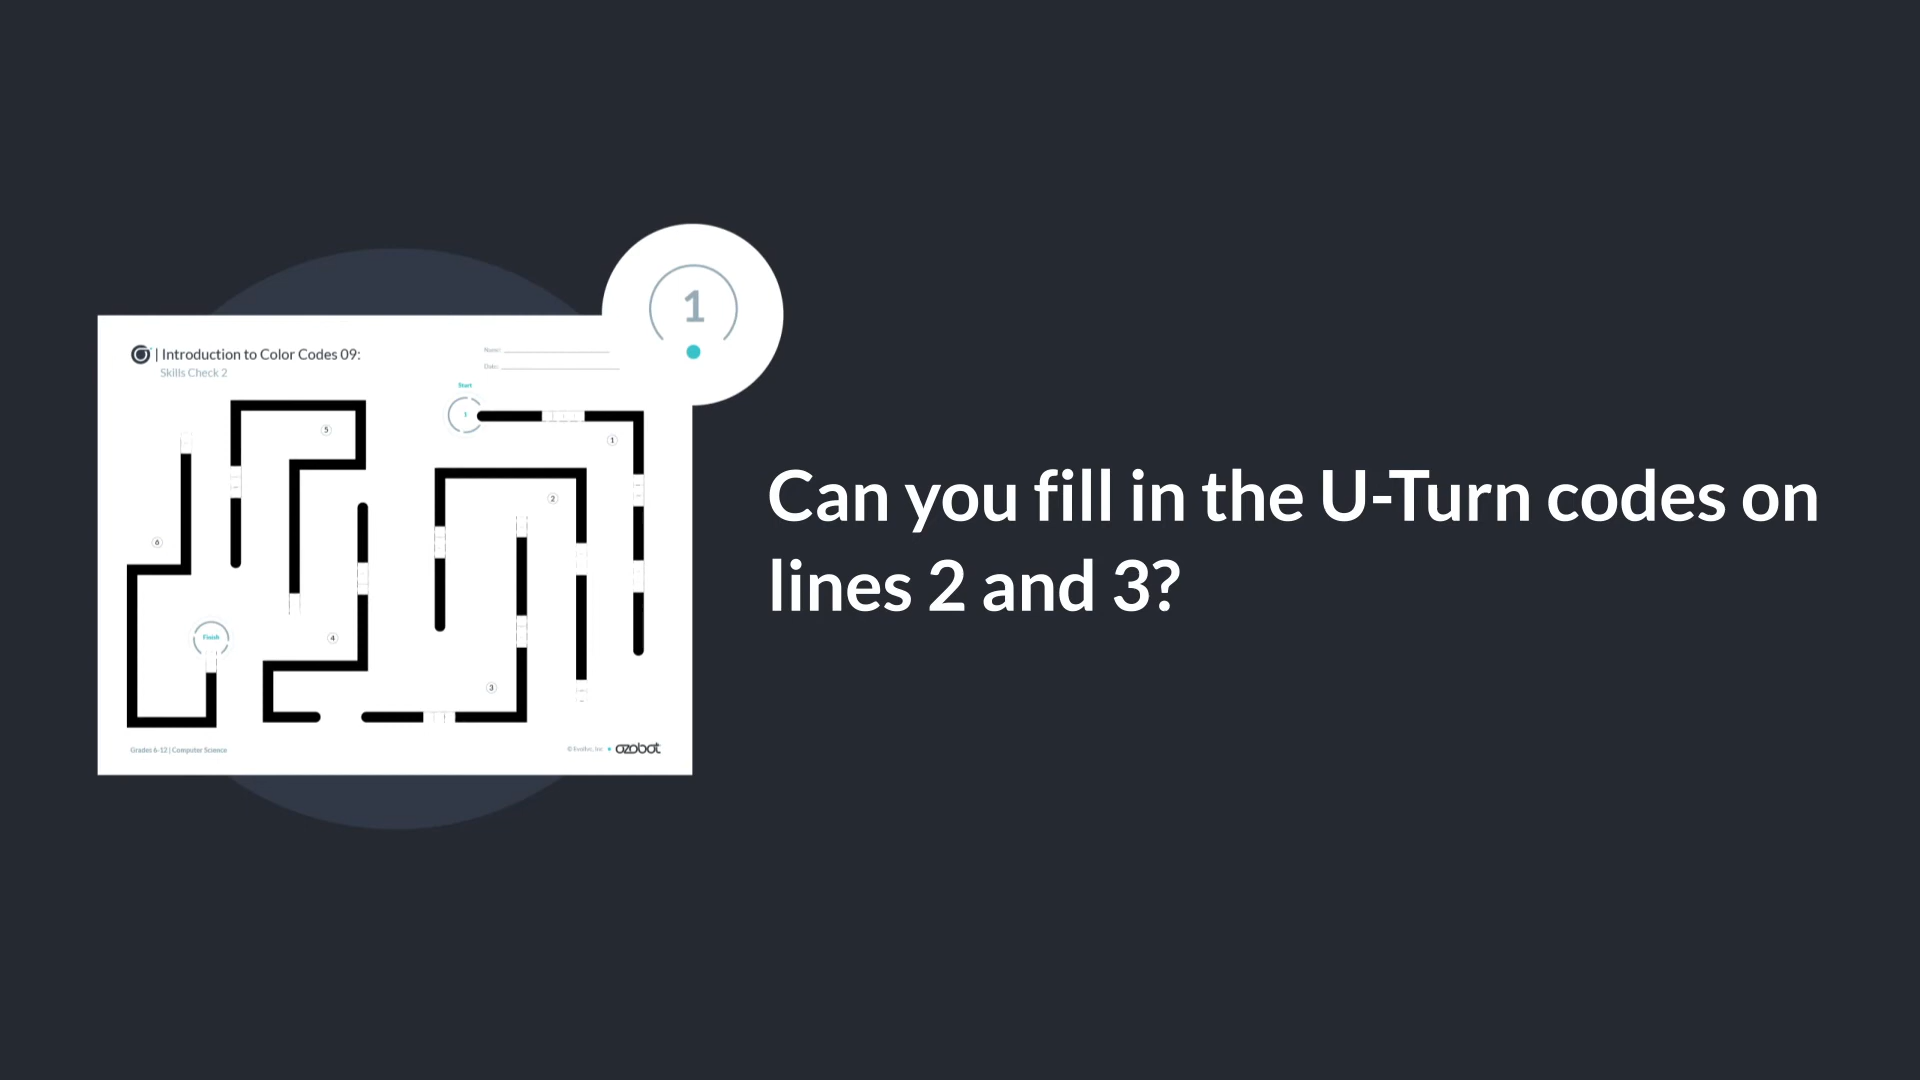 1
| Introduction to Color Codes 09:
Skills Check 2
Name:
Date:
Start
1
5
1
2
6
Finish
4
3
Grades 6-12 | Computer Science
© Evollve, Inc
ozobot
Can you fill in the U-Turn codes on
lines 2 and 3?